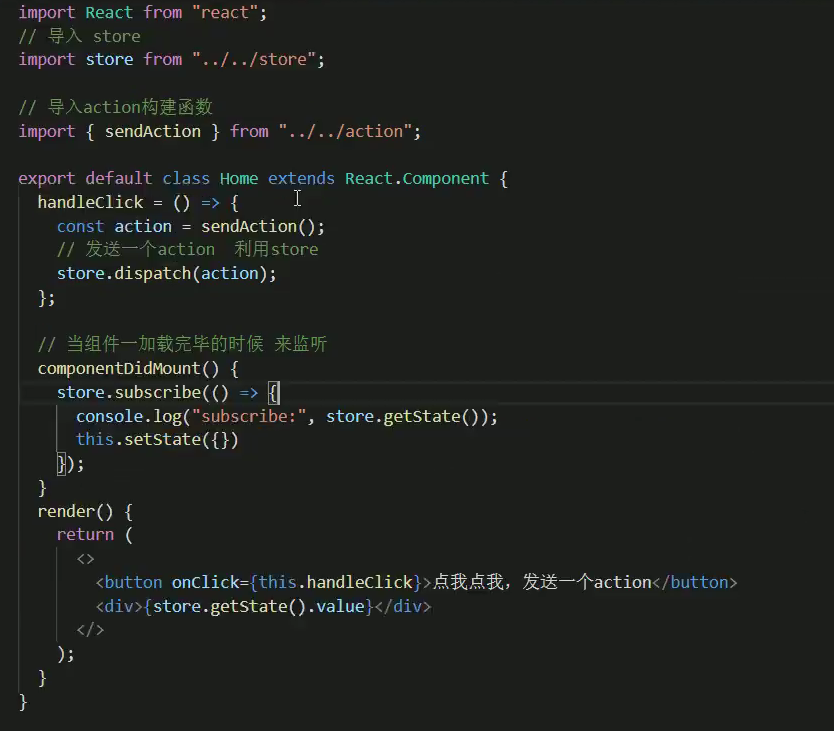 import React from "react";
// 导入 store
import store from "../../store";
// 导入action构建函数
import { sendAction } from "../../action";
export default class Home extends React.Component {
handleClick = () => {
const action = sendAction();
// 发送一个action  利用store
store.dispatch(action);
};
// 当组件一加载完毕的时候 来监听
componentDidMount() {
store.subscribe(() => {
console.log("subscribe:", store.getState());
this.setState({})
});
}
render() {
return (
<>
<button onClick={this.handleClick}>点我点我，发送一个action</button>
<div>{store.getState().value}</div>
</>
);
}
}